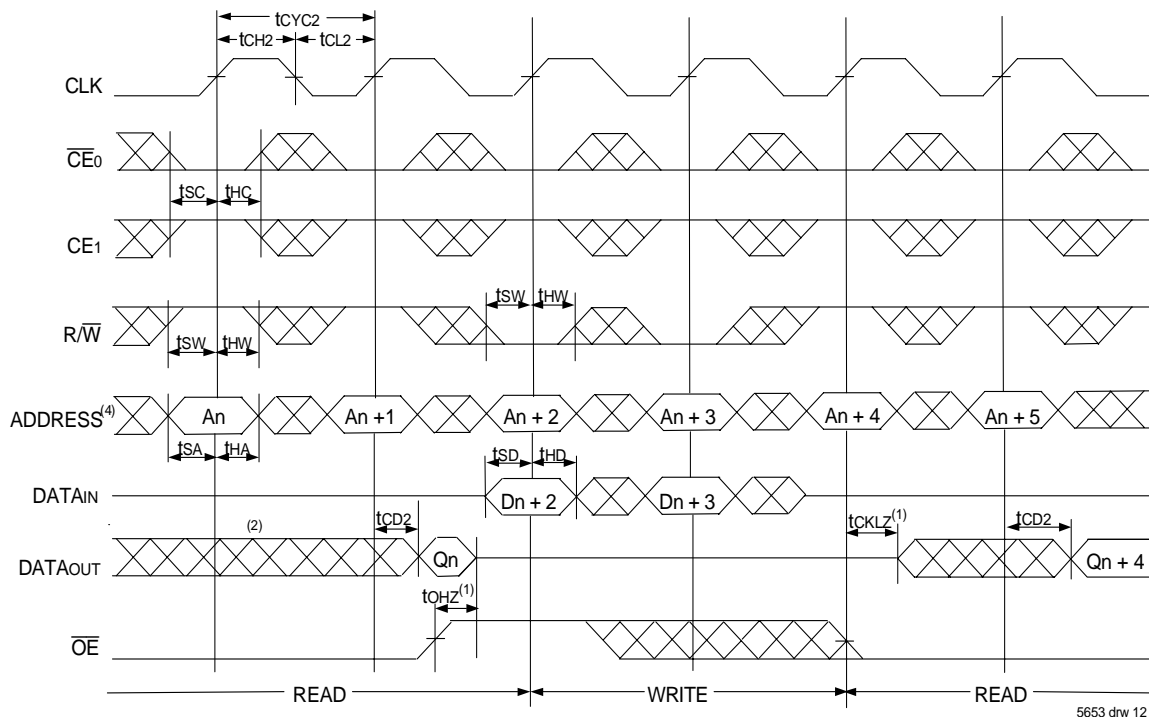 tCYC2
tCH2 tCL2
CLK
CE0
tSC tHC
CE1
tSW tHW
R/W
tSW tHW
ADDRESS(4) An An + 1 An + 2 An + 3 An + 4 An + 5
tSA tHA tSD tHD
DATAIN Dn + 2 Dn + 3
(2) tCD2 tCKLZ(1) tCD2
DATAOUT Qn Qn + 4
tOHZ(1)
OE
READ WRITE READ
5653 drw 12